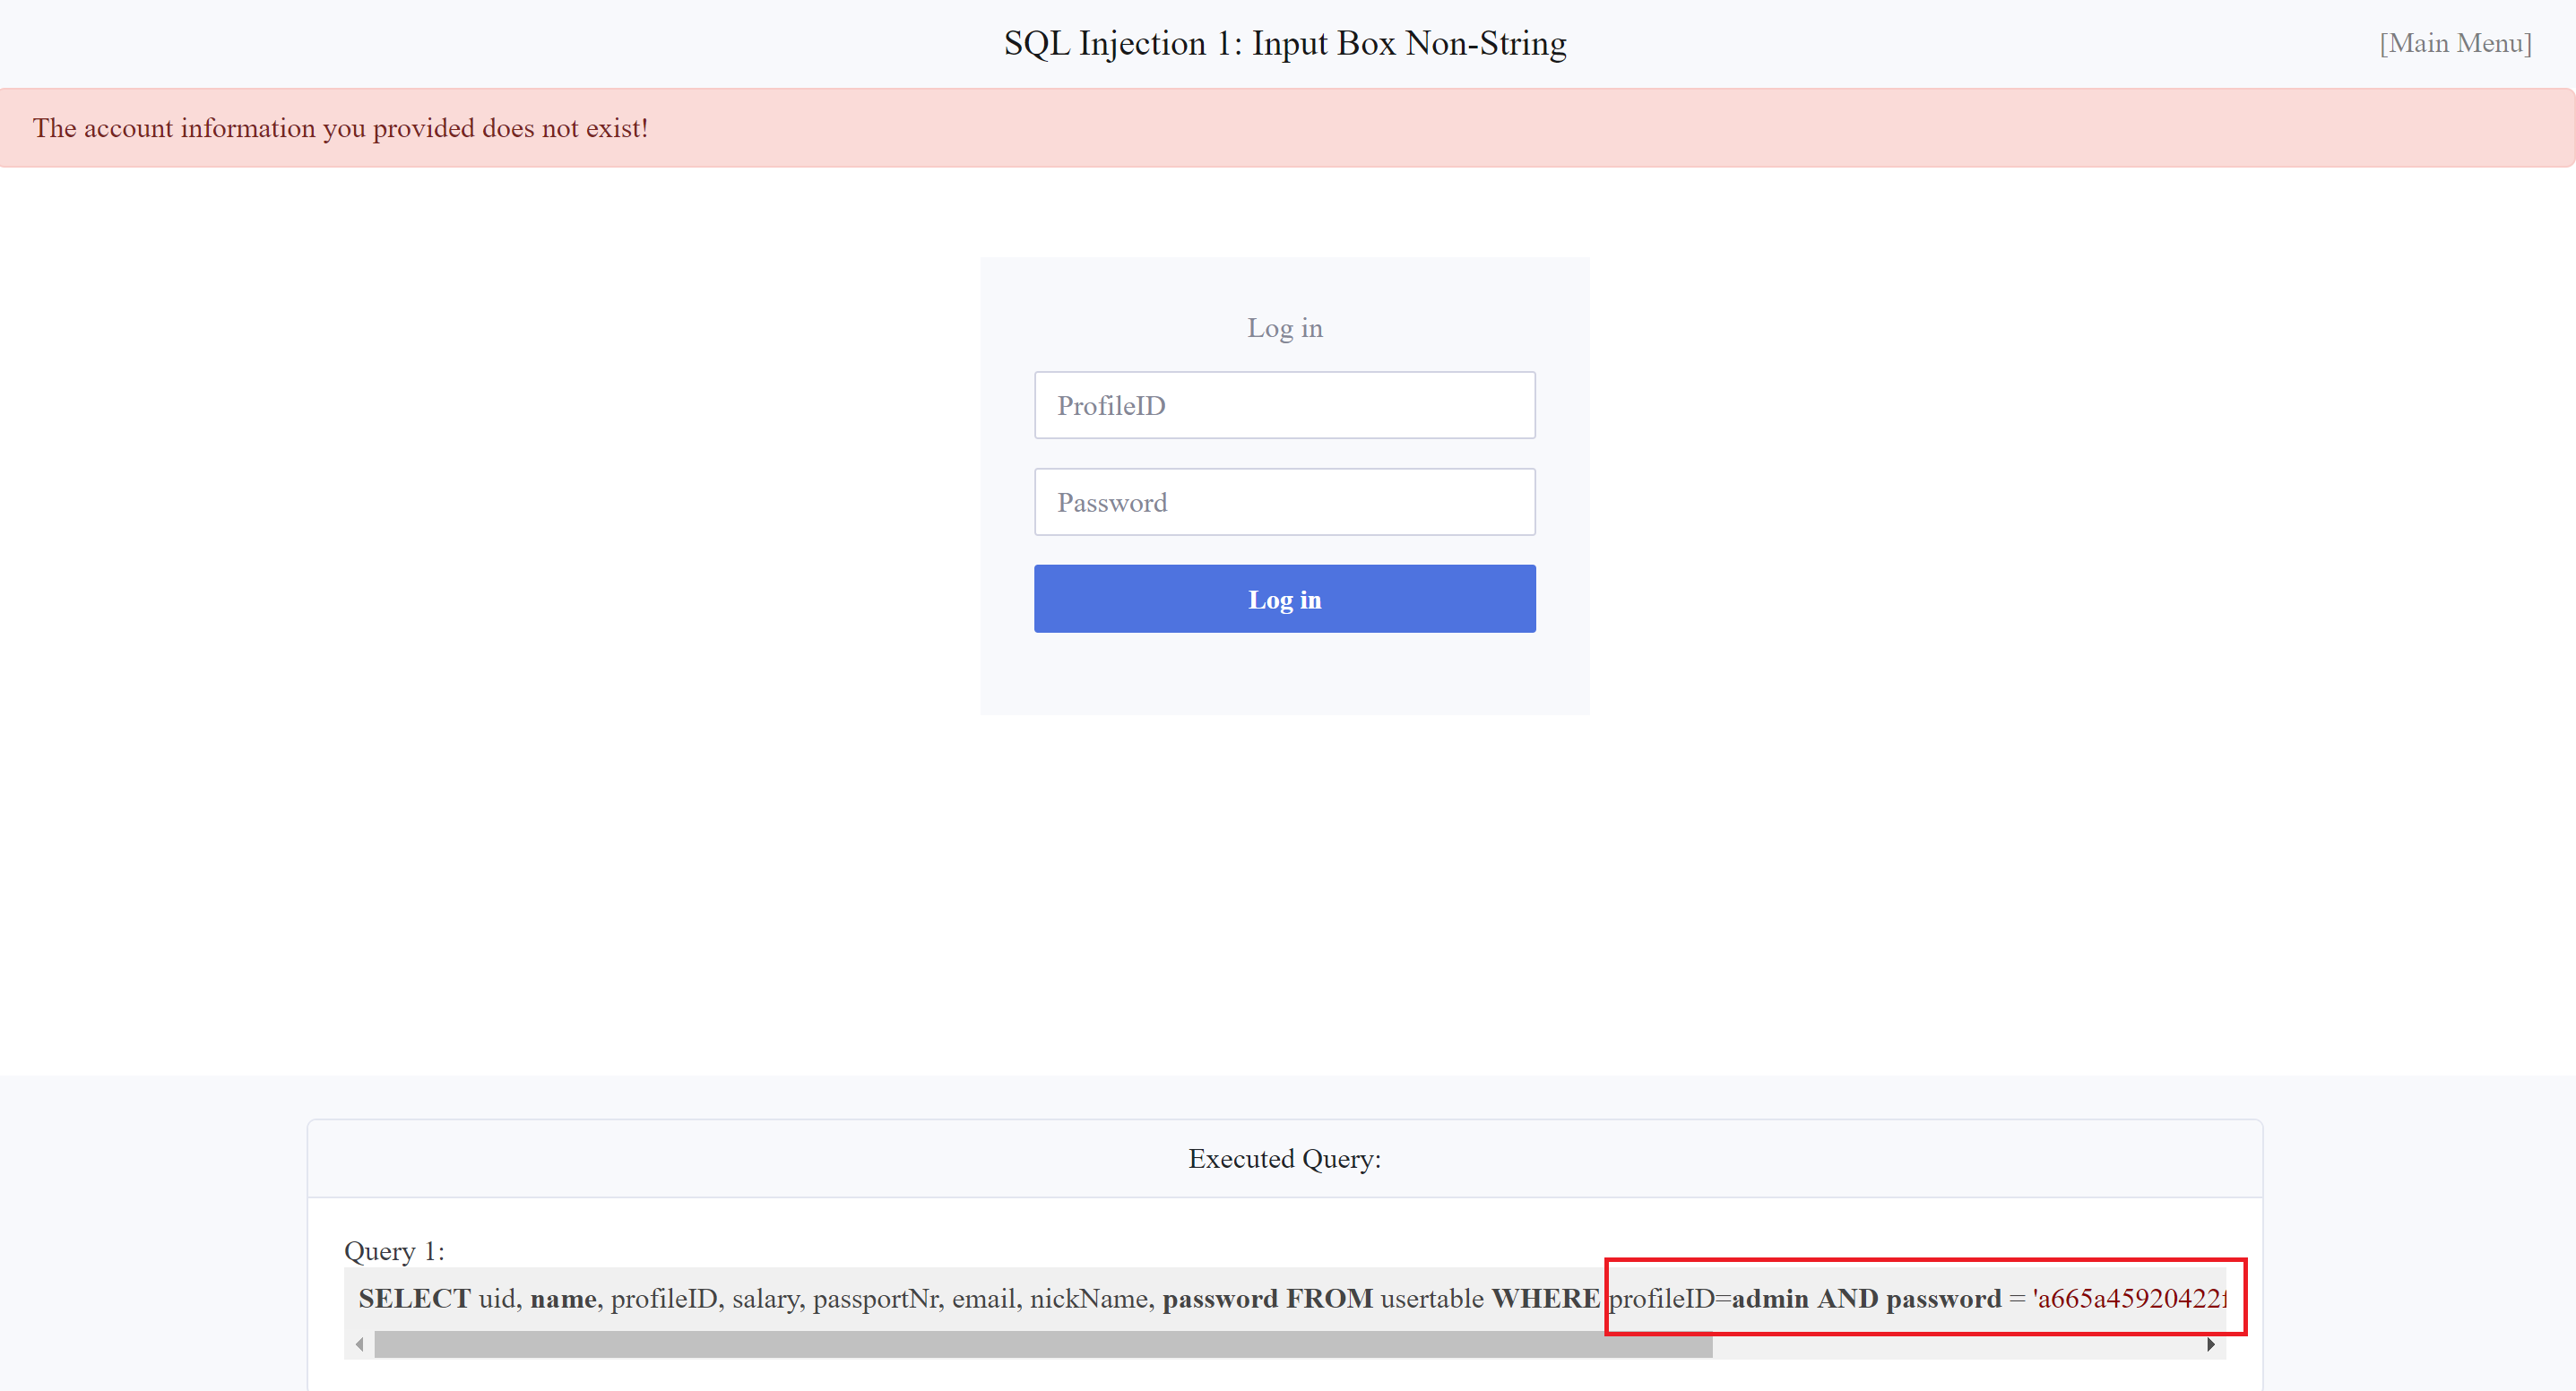 SQL Injection 1: Input Box Non-String
[Main Menu]
The account information you provided does not exist!
Log in
ProfileID
Password
Log in
Executed Query:
Query 1:
SELECT uid, name, profileID, salary, passportNr, email, nickName, password FROM usertable WHERE profileID=admin AND password = 'a665a45920422f